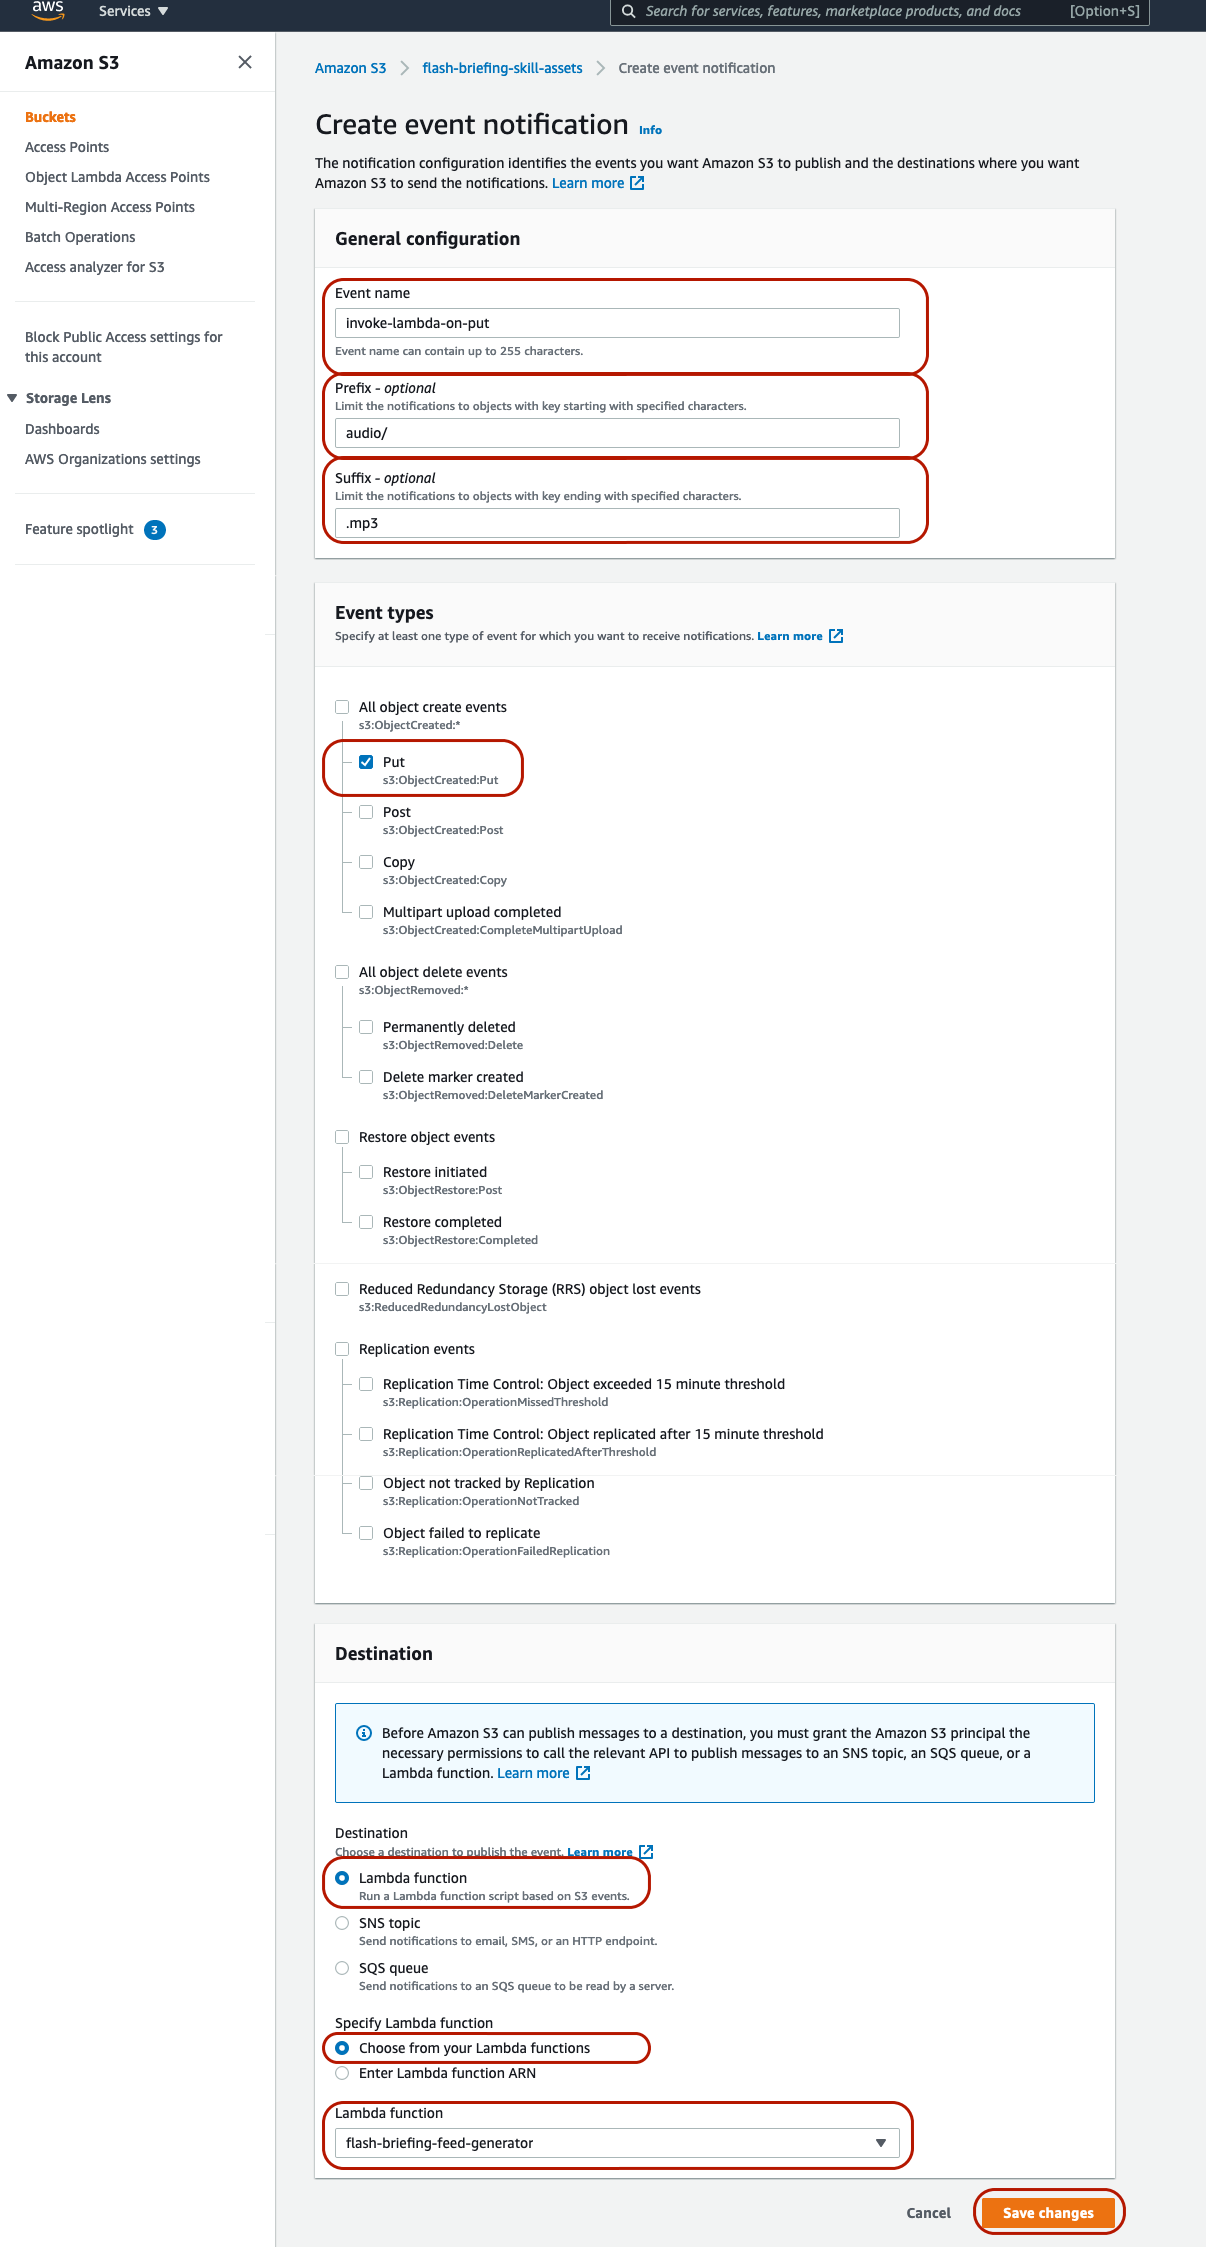 aws
Services ▼
Search for services, features, marketplace products, and docs
[Option+S]
Amazon S3
Buckets
Access Points
Object Lambda Access Points
Multi-Region Access Points
Batch Operations
Access analyzer for S3
Block Public Access settings for
this account
Storage Lens
Dashboards
AWS Organizations settings
Feature spotlight 3
Amazon S3 > flash-briefing-skill-assets > Create event notification
Create event notification Info
The notification configuration identifies the events you want Amazon S3 to publish and the destinations where you want
Amazon S3 to send the notifications. Learn more
General configuration
Event name
invoke-lambda-on-put
Event name can contain up to 255 characters.
Prefix - optional
Limit the notifications to objects with key starting with specified characters.
audio/
Suffix - optional
Limit the notifications to objects with key ending with specified characters.
.mp3
Event types
Specify at least one type of event for which you want to receive notifications. Learn more
All object create events
s3:ObjectCreated:*
Put
s3:ObjectCreated:Put
Post
s3:ObjectCreated:Post
Copy
s3:ObjectCreated:Copy
Multipart upload completed
s3:ObjectCreated:CompleteMultipartUpload
All object delete events
s3:ObjectRemoved:*
Permanently deleted
s3:ObjectRemoved:Delete
Delete marker created
s3:ObjectRemoved:DeleteMarkerCreated
Restore object events
Restore initiated
s3:ObjectRestore:Post
Restore completed
s3:ObjectRestore:Completed
Reduced Redundancy Storage (RRS) object lost events
s3:ReducedRedundancyLostObject
Replication events
Replication Time Control: Object exceeded 15 minute threshold
s3:Replication:OperationMissedThreshold
Replication Time Control: Object replicated after 15 minute threshold
s3:Replication:OperationReplicatedAfterThreshold
Object not tracked by Replication
s3:Replication:OperationNotTracked
Object failed to replicate
s3:Replication:OperationFailedReplication
Destination
Before Amazon S3 can publish messages to a destination, you must grant the Amazon S3 principal the
necessary permissions to call the relevant API to publish messages to an SNS topic, an SQS queue, or a
Lambda function. Learn more
Destination
Choose a destination to publish the event. Learn more
Lambda function
Run a Lambda function script based on S3 events.
SNS topic
Send notifications to email, SMS, or an HTTP endpoint.
SQS queue
Send notifications to an SQS queue to be read by a server.
Specify Lambda function
Choose from your Lambda functions
Enter Lambda function ARN
Lambda function
flash-briefing-feed-generator
Cancel
Save changes